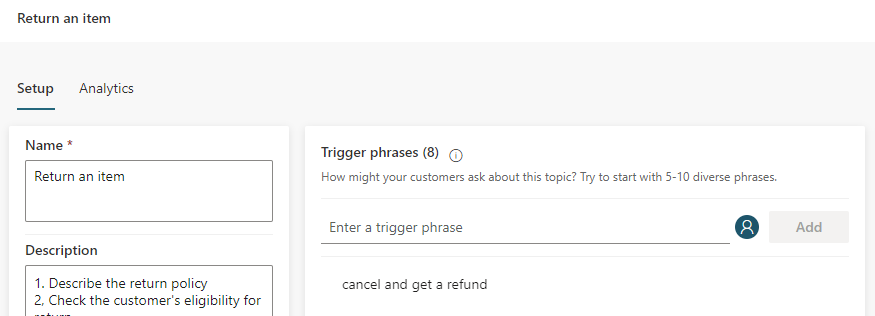 Return an item
Setup Analytics
Name *
Return an item
Description
1. Describe the return policy
2, Check the customer's eligibility for
return
Trigger phrases (8)
How might your customers ask about this topic? Try to start with 5-10 diverse phrases.
Enter a trigger phrase
Add
cancel and get a refund